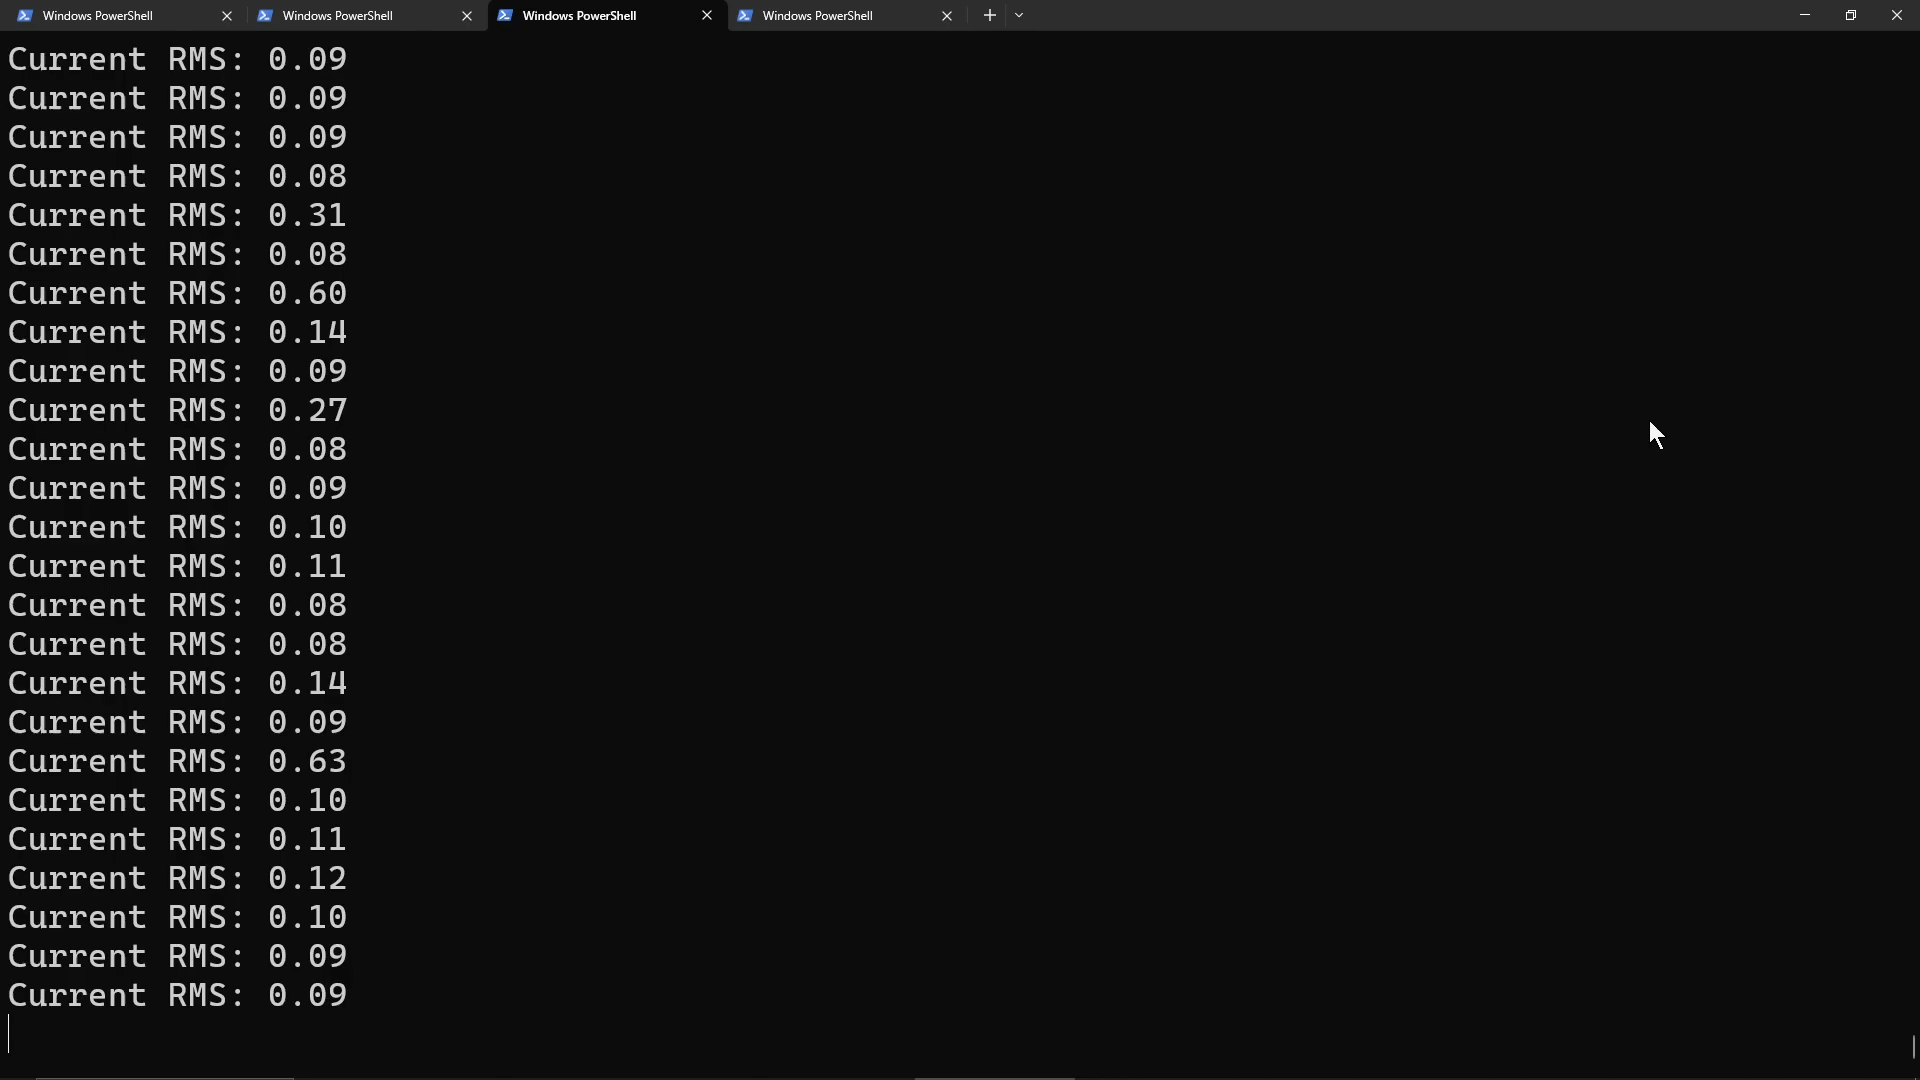 Windows PowerShell Windows PowerShell Windows PowerShell Windows PowerShell
Current RMS: 0.09
Current RMS: 0.09
Current RMS: 0.09
Current RMS: 0.08
Current RMS: 0.31
Current RMS: 0.08
Current RMS: 0.60
Current RMS: 0.14
Current RMS: 0.09
Current RMS: 0.27
Current RMS: 0.08
Current RMS: 0.09
Current RMS: 0.10
Current RMS: 0.11
Current RMS: 0.08
Current RMS: 0.08
Current RMS: 0.14
Current RMS: 0.09
Current RMS: 0.63
Current RMS: 0.10
Current RMS: 0.11
Current RMS: 0.12
Current RMS: 0.10
Current RMS: 0.09
Current RMS: 0.09